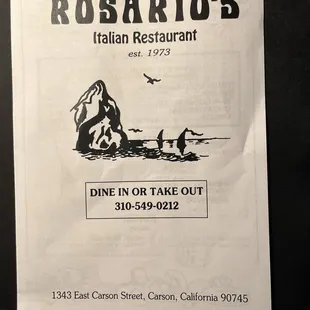 ROSARIO'S
Italian Restaurant
est. 1973
DINE IN OR TAKE OUT
310-549-0212
1343 East Carson Street, Carson, California 90745